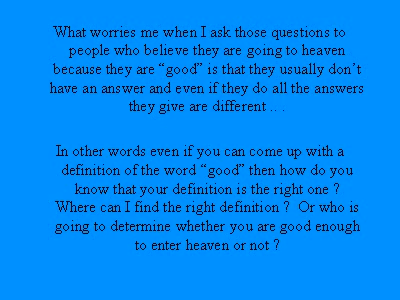 What worries me when I ask those questions to
people who believe they are going to heaven
because they are “good” is that they usually don’t
have an answer and even if they do all the answers
they give are different .. .
In other words even if you can come up with a
definition of the word “good” then how do you
know that your definition is the right one ?
Where can I find the right definition ?  Or who is
going to determine whether you are good enough
to enter heaven or not ?